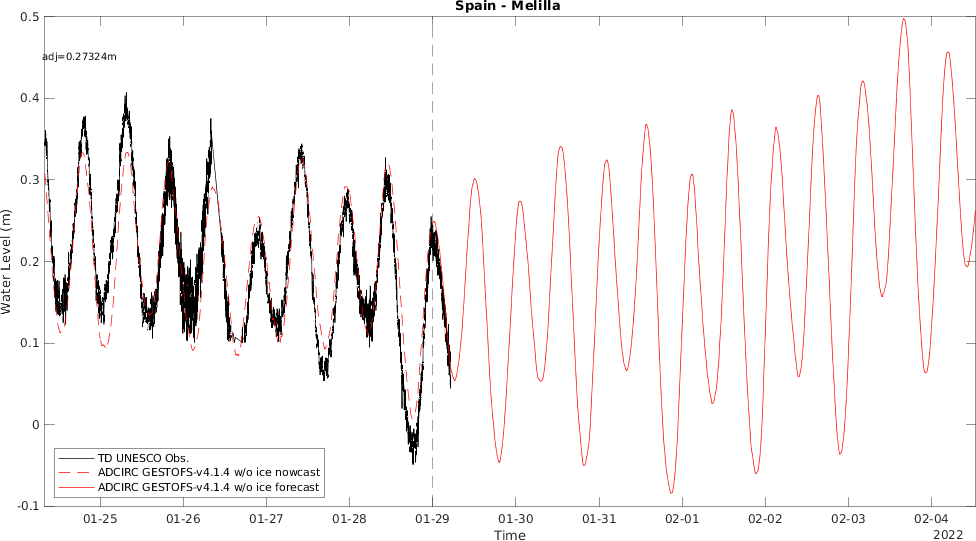 Spain - Melilla
adj=0.27324m
0.5
0.4
0.3
0.2
0.1
0
-0.1
Water Level (m)
TD UNESCO Obs.
ADCIRC GESTOFS-v4.1.4 w/o ice nowcast
ADCIRC GESTOFS-v4.1.4 w/o ice forecast
01-25 01-26 01-27 01-28 01-29 01-30 01-31 02-01 02-02 02-03 02-04
Time
2022